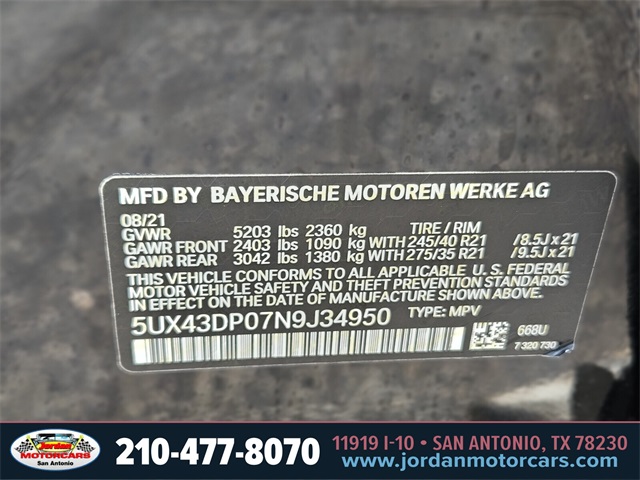 MFD BY BAYERISCHE MOTOREN WERKE AG
08/21
GVWR 5203 lbs 2360 kg TIRE / RIM
GAWR FRONT 2403 lbs 1090 kg WITH 245/40 R21 /8.5J x 21
GAWR REAR 3042 lbs 1380 kg WITH 275/35 R21 /9.5J x 21
THIS VEHICLE CONFORMS TO ALL APPLICABLE U. S. FEDERAL
MOTOR VEHICLE SAFETY, BUMPER, AND THEFT PREVENTION STANDARDS
IN EFFECT ON THE DATE OF MANUFACTURE SHOWN ABOVE.
5UX43DP07N9J34950 TYPE: MPV
668U
7 320 730
Jordan
MOTORCARS
San Antonio
210-477-8070
11919 I-10 • SAN ANTONIO, TX 78230
www.jordanmotorcars.com